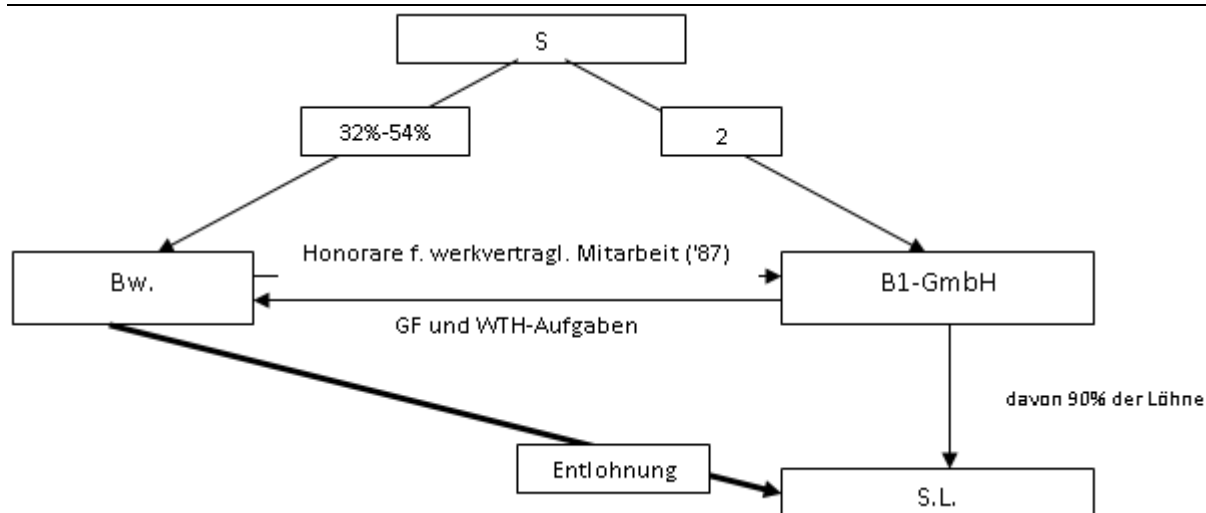 S
32%-54%
2
Honorare f. werkvertragl. Mitarbeit ('87)
Bw.
B1-GmbH
GF und WTH-Aufgaben
davon 90% der Löhne
Entlohnung
S.L.